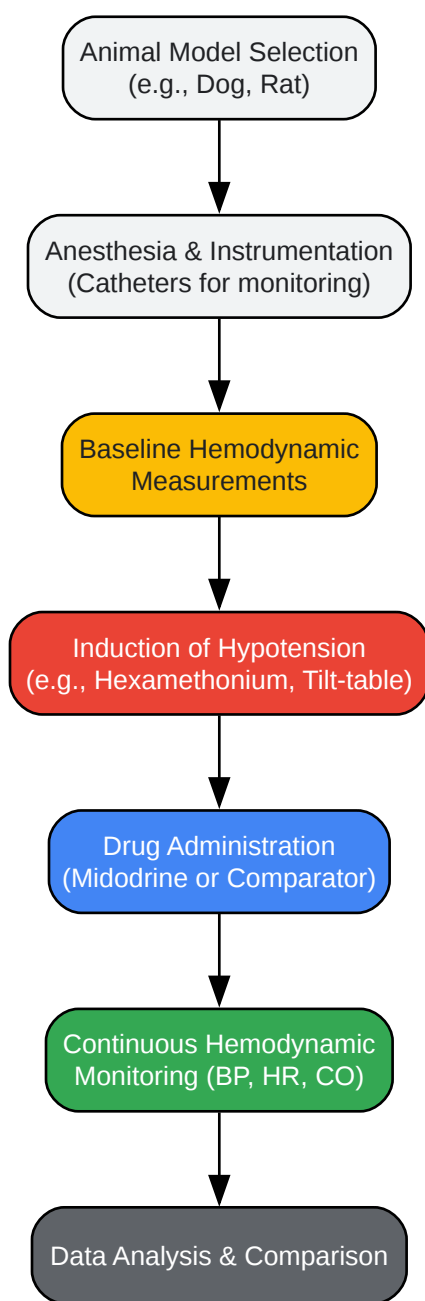 Animal Model Selection
(e.g., Dog, Rat)
Anesthesia & Instrumentation
(Catheters for monitoring)
Baseline Hemodynamic
Measurements
Induction of Hypotension
(e.g., Hexamethonium, Tilt-table)
Drug Administration
(Midodrine or Comparator)
Continuous Hemodynamic
Monitoring (BP, HR, CO)
Data Analysis & Comparison